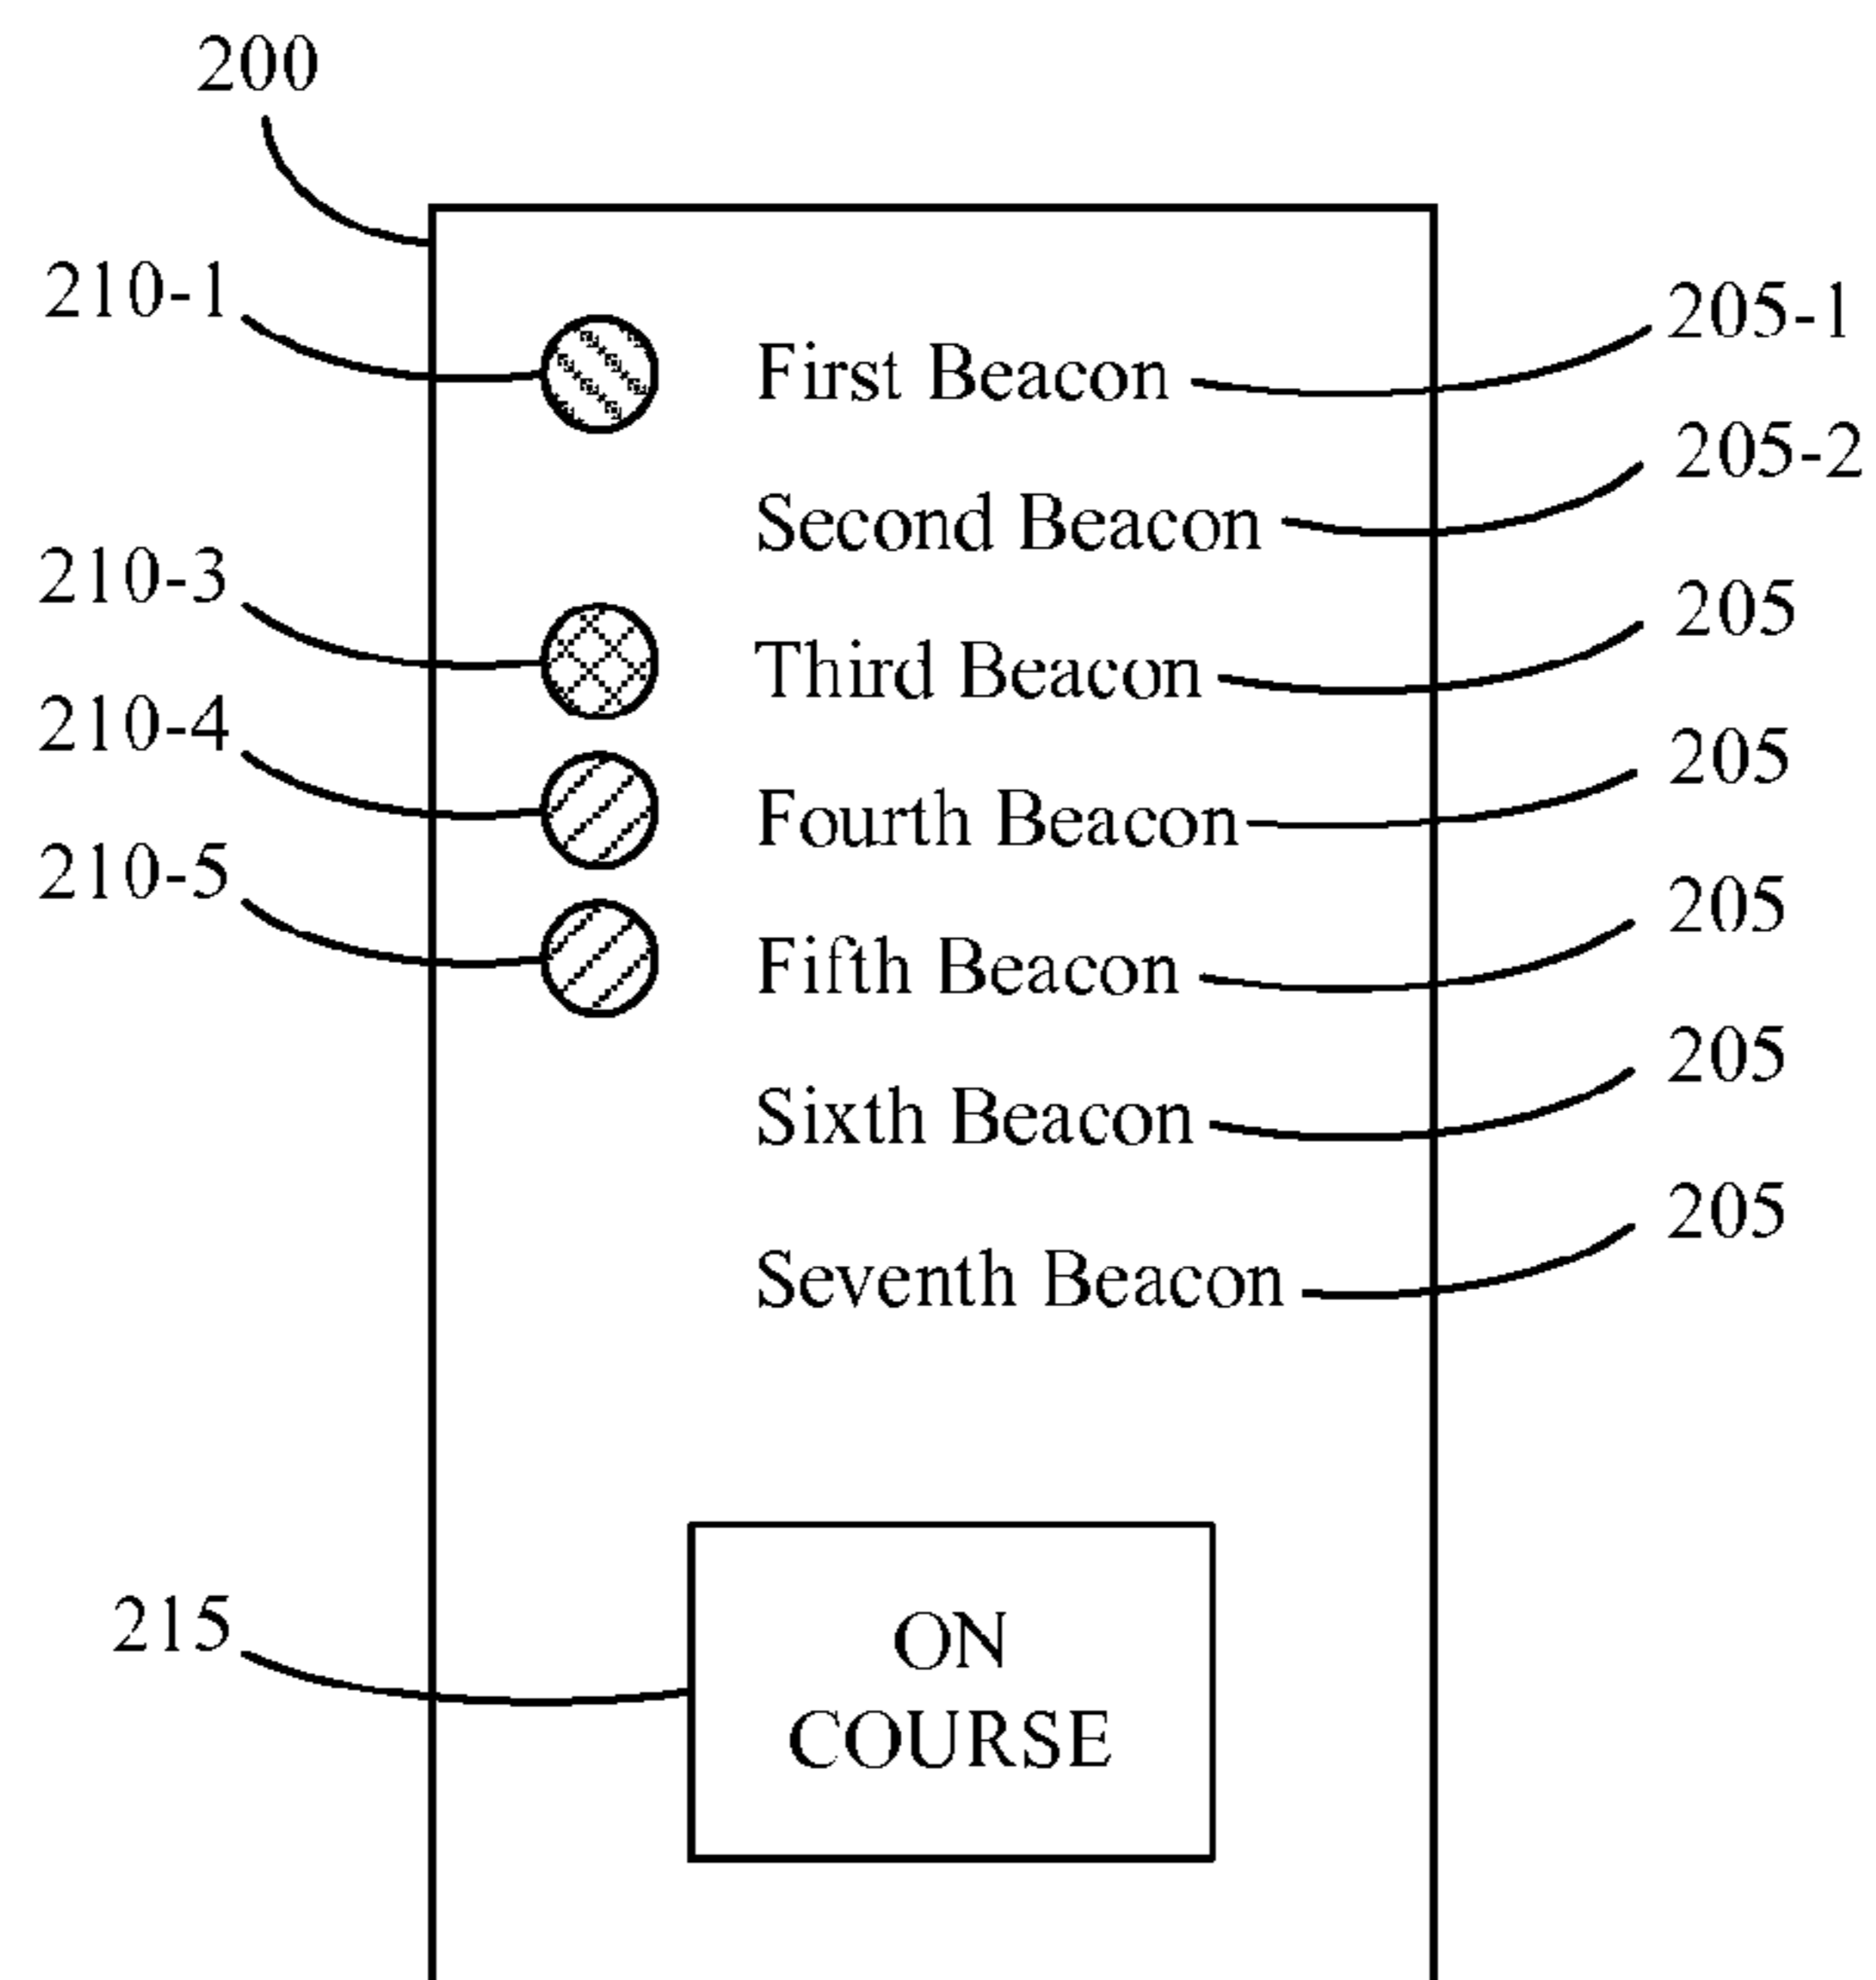 200
210-1
First Beacon
205-1
Second Beacon
205-2
210-3
Third Beacon
205
210-4
Fourth Beacon
205
210-5
Fifth Beacon
205
Sixth Beacon
205
Seventh Beacon
205
215
ON
COURSE